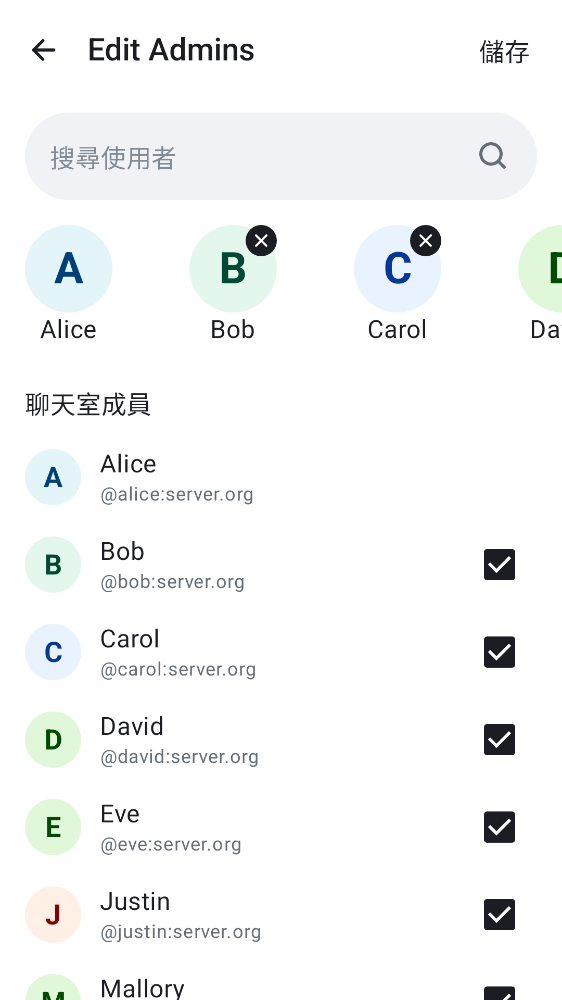 Edit Admins
儲存
搜尋使用者
A
B
C
D
Alice
Bob
Carol
Da
聊天室成員
A
Alice
@alice:server.org
B
Bob
@bob:server.org
C
Carol
@carol:server.org
D
David
@david:server.org
E
Eve
@eve:server.org
J
Justin
@justin:server.org
M
Mallory